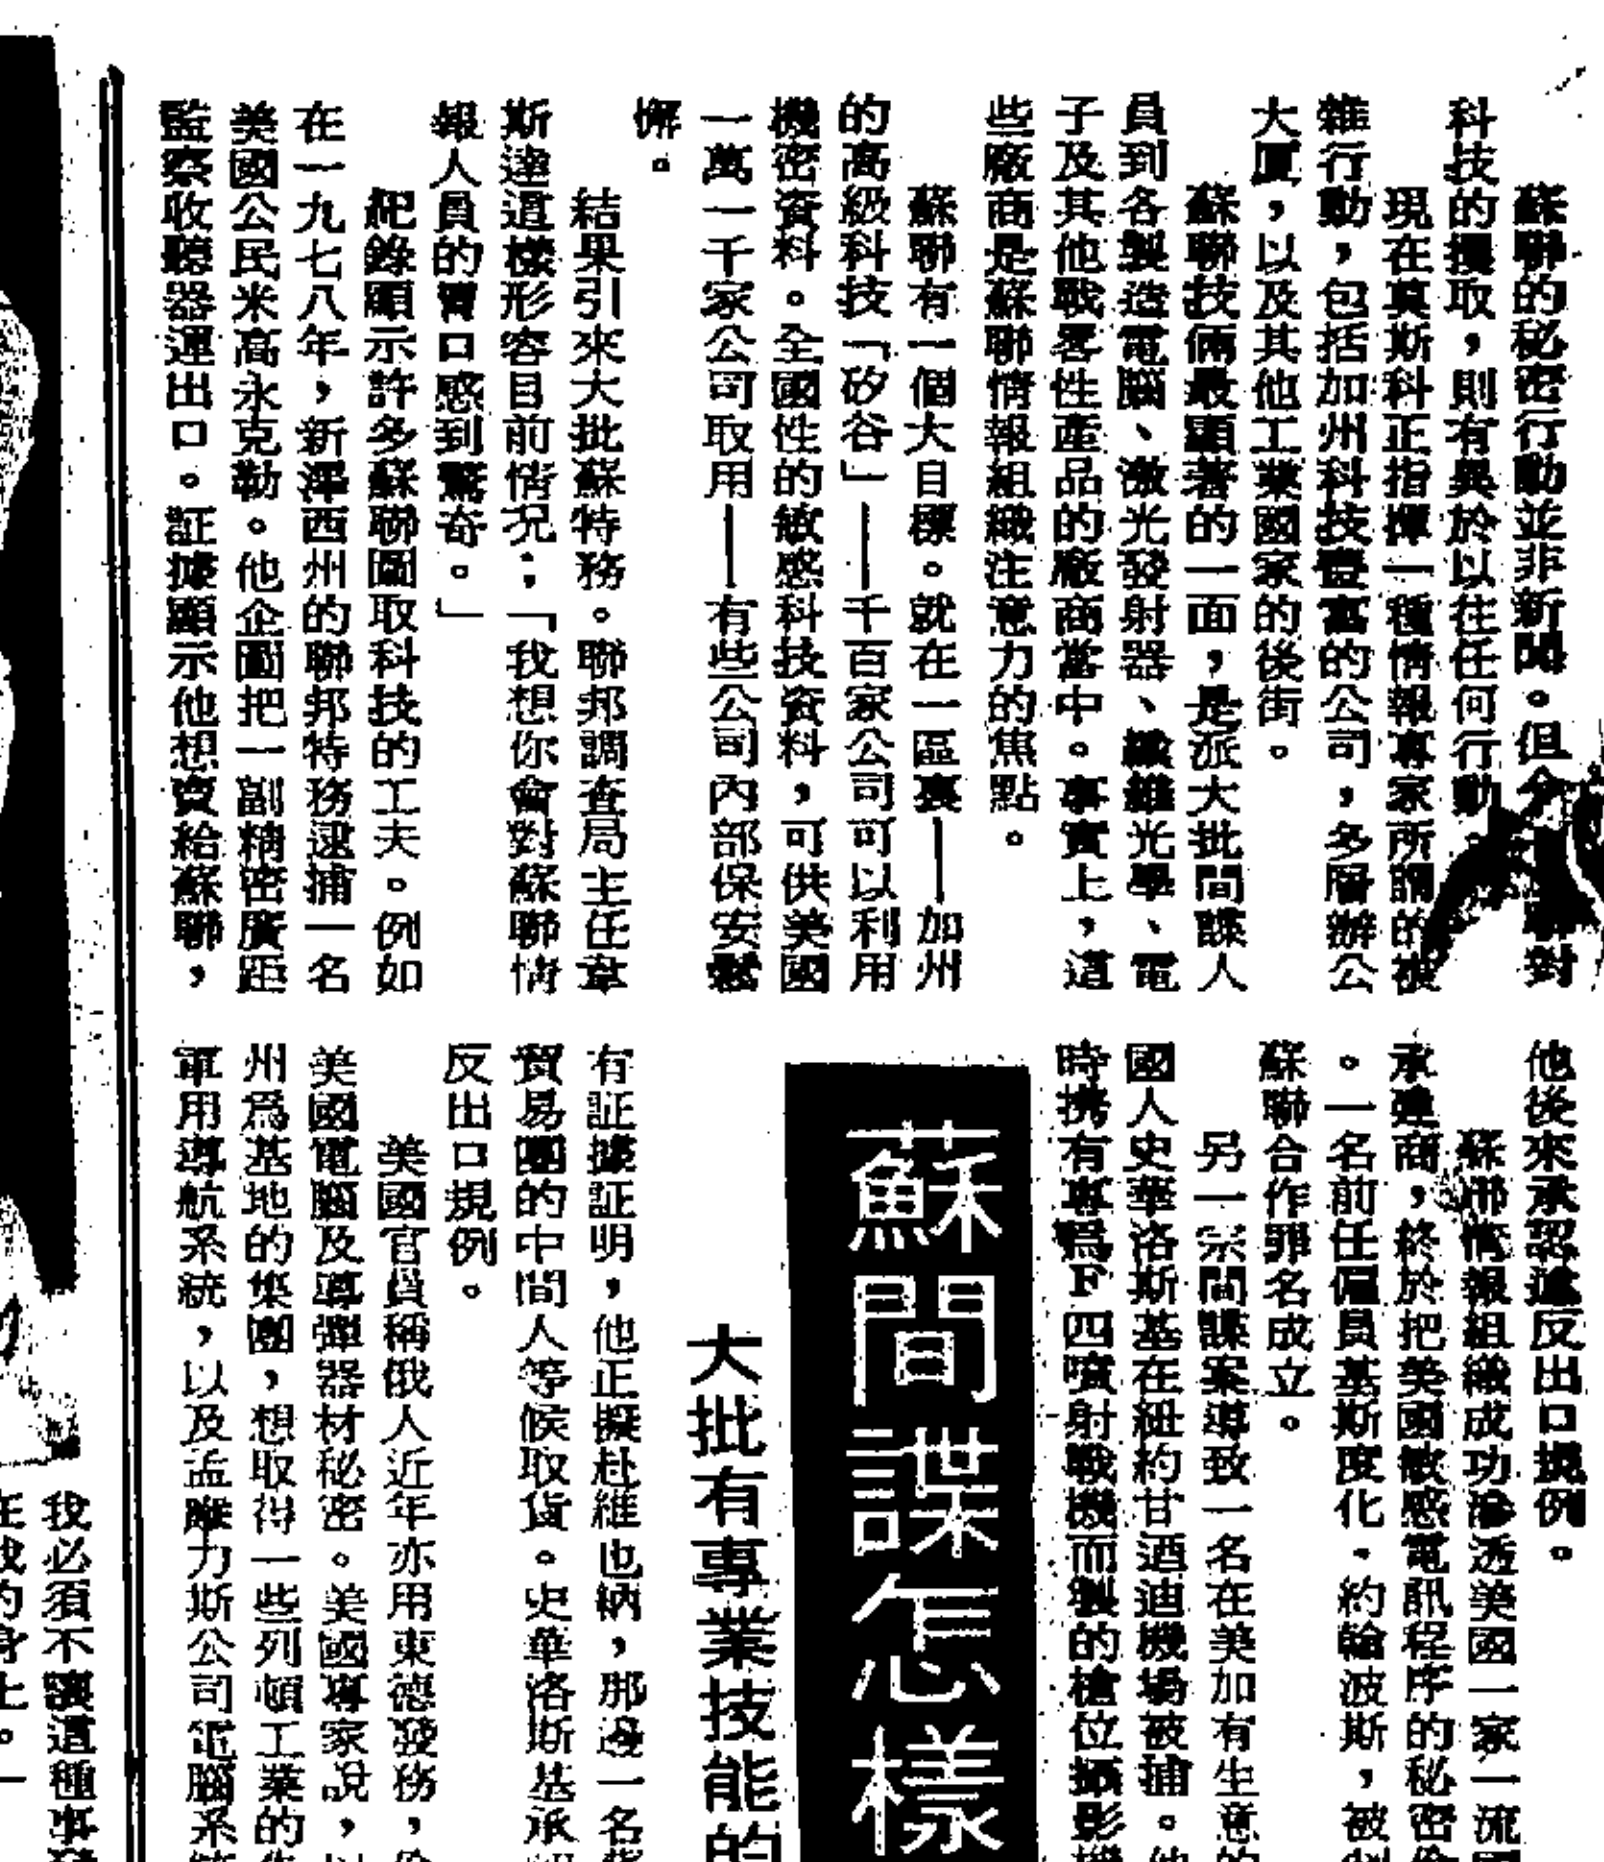 蘇聯的秘密行動並非新聞。但今 聯對
科技的攫取，則有異於以往任何行動。
現在莫斯科正指揮一種情報專家所謂的複
雜行動，包括加州科技豐富的公司，多層辦公
大厦，以及其他工業國家的後街。
蘇聯技倆最顯著的一面，是派大批間諜人
員到各製造電腦、激光發射器、纖維光學、電
子及其他戰畧性產品的廠商當中。事實上，這
些廠商是蘇聯情報組織注意力的焦點。
蘇聯有一個大目標。就在一區裏——加州
的高級科技「矽谷」——千百家公司可以利用
機密資料。全國性的敏感科技資料，可供美國
一萬一千家公司取用——有些公司內部保安鬆
懈。
結果引來大批蘇特務。聯邦調查局主任韋
斯達這樣形容目前情況：「我想你會對蘇聯情
報人員的胃口感到驚奇。」
紀錄顯示許多蘇聯圖取科技的工夫。例如
在一九七八年，新澤西州的聯邦特務逮捕一名
美國公民米高永克勒。他企圖把一副精密廣距
監察收聽器運出口。証據顯示他想賣給蘇聯，
他後來承認違反出口規例。
蘇聯情報組織成功滲透美國一家一流
承建商，終於把美國敏感電訊程序的秘密
。一名前任僱員基斯度化·約翰波斯，被
蘇聯合作罪名成立。
另一宗間諜案導致一名在美加有生意的
國人史華洛斯基在紐約甘迺迪機場被捕。他
時携有專爲F四噴射戰機而製的槍位攝影機
蘇間諜怎樣
大批有專業技能的
有証據証明，他正擬赴維也納，那邊一名
貿易團的中間人等候取貨。史華洛斯基承
反出口規例。
美國官員稱俄人近年亦用東德發務，
美國電腦及導彈器材秘密。美國專家說，
州爲基地的集團，想取得一些列頓工業的
軍用導航系統，以及孟離力斯公司電腦系
我必須不讓這種事發
在我的身上。一